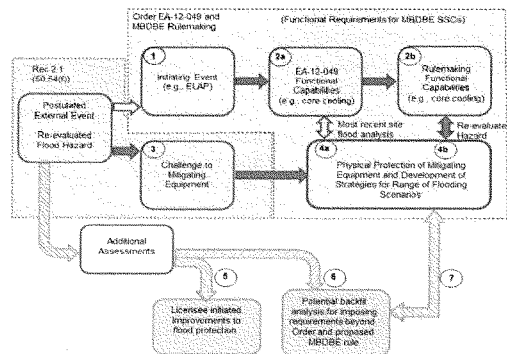 Order EA-12-049 and
MBDBE Rulemaking
(Functional Requirements for MBDBE SSCs)
Rec 2.1
(50.54(f))
1
Initiating Event
(e.g., ELAP)
2a
EA-12-049
Functional
Capabilities
(e.g., core cooling)
2b
Rulemaking
Functional
Capabilities
(e.g., core cooling)
Postulated
External Event
Re-evaluated
Flood Hazard
Most recent site
flood analysis
Re-evaluate
Hazard
3
Challenge to
Mitigating
Equipment
4a
4b
Physical Protection of Mitigating
Equipment and Development of
Strategies for Range of Flooding
Scenarios
Additional
Assessments
5
6
7
Licensee initiated
improvements to
flood protection
Potential backfit
analysis for imposing
requirements beyond
Order and proposed
MBDBE rule